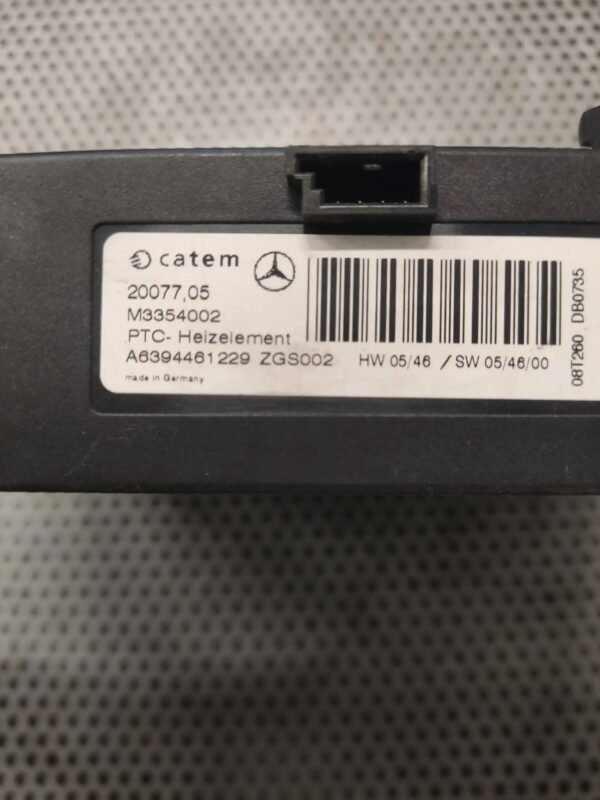 catem
20077,05
M3354002
PTC- Heizelement
A6394461229 ZGS002 HW 05/46 / SW 05/46/00
made in Germany
08T260 DB0735